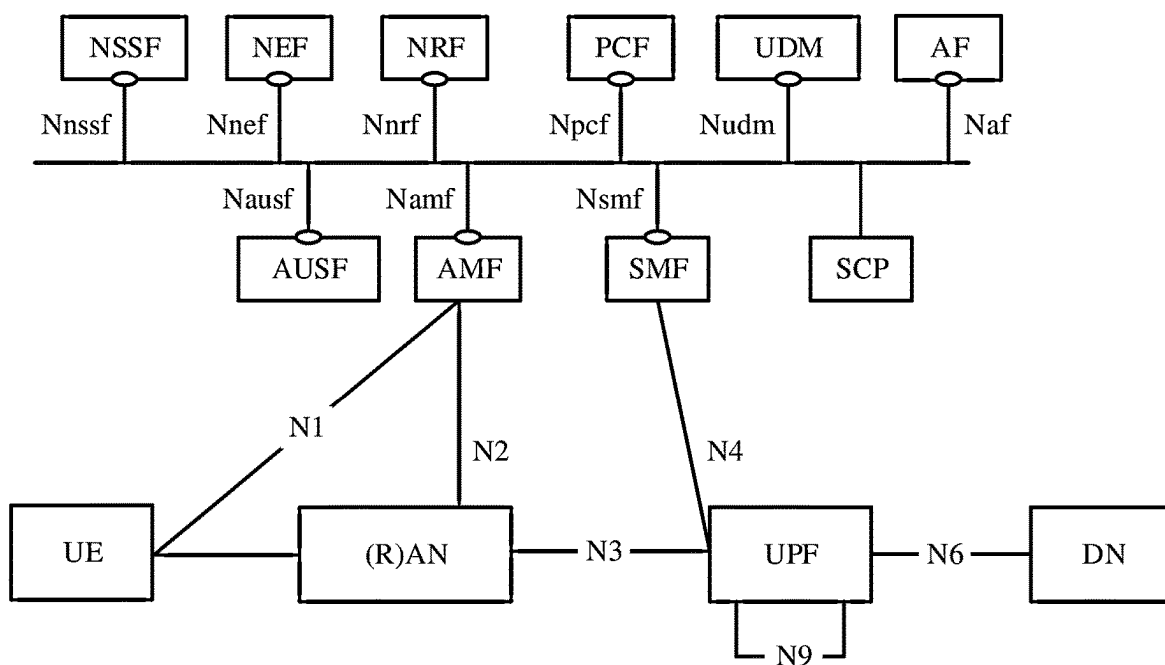 NSSF NEF NRF PCF UDM AF
Nnssf Nnef Nnrf Npcf Nudm Naf
Nausf Namf Nsmf
AUSF AMF SMF SCP
N1
N2 N4
UE (R)AN N3 UPF N6 DN
N9